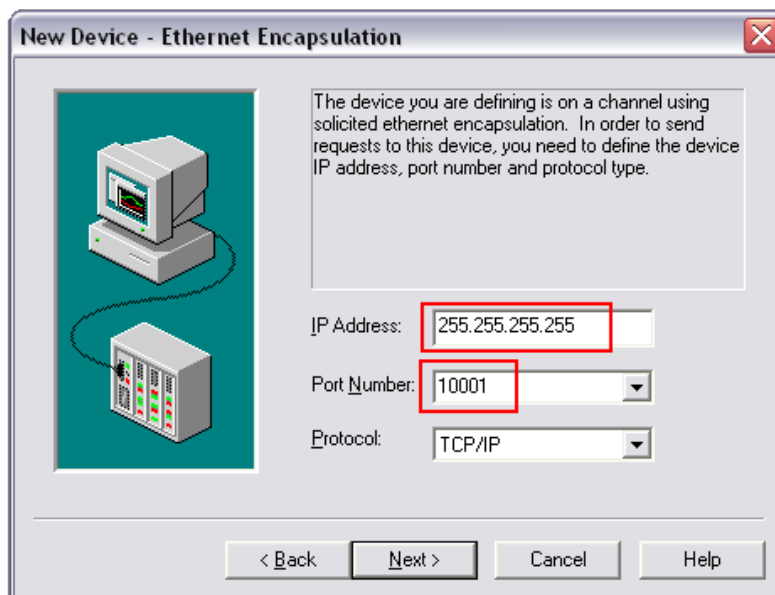 New Device - Ethernet Encapsulation
The device you are defining is on a channel using
solicited ethernet encapsulation. In order to send
requests to this device, you need to define the device
IP address, port number and protocol type.
IP Address: 255.255.255.255
Port Number: 10001
Protocol: TCP/IP
< Back Next > Cancel Help